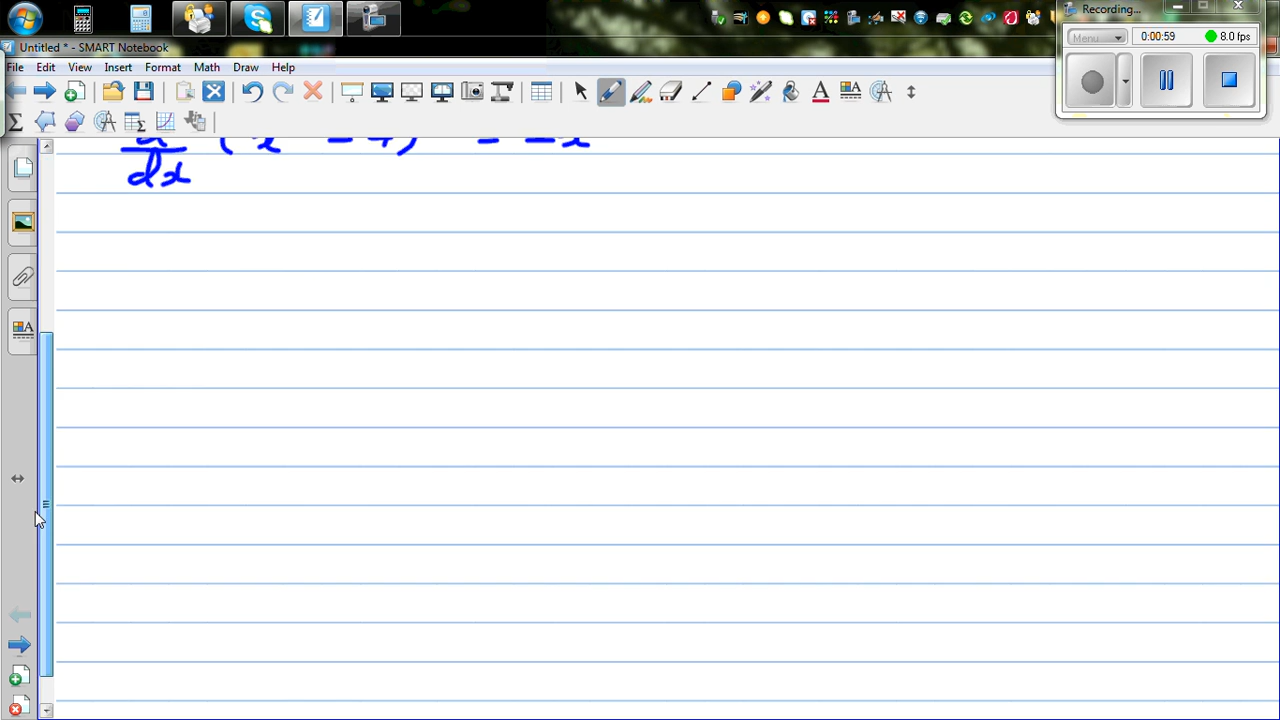 Recording...
Menu 0:00:59 8.0 fps
Untitled * - SMART Notebook
File Edit View Insert Format Math Draw Help
dx